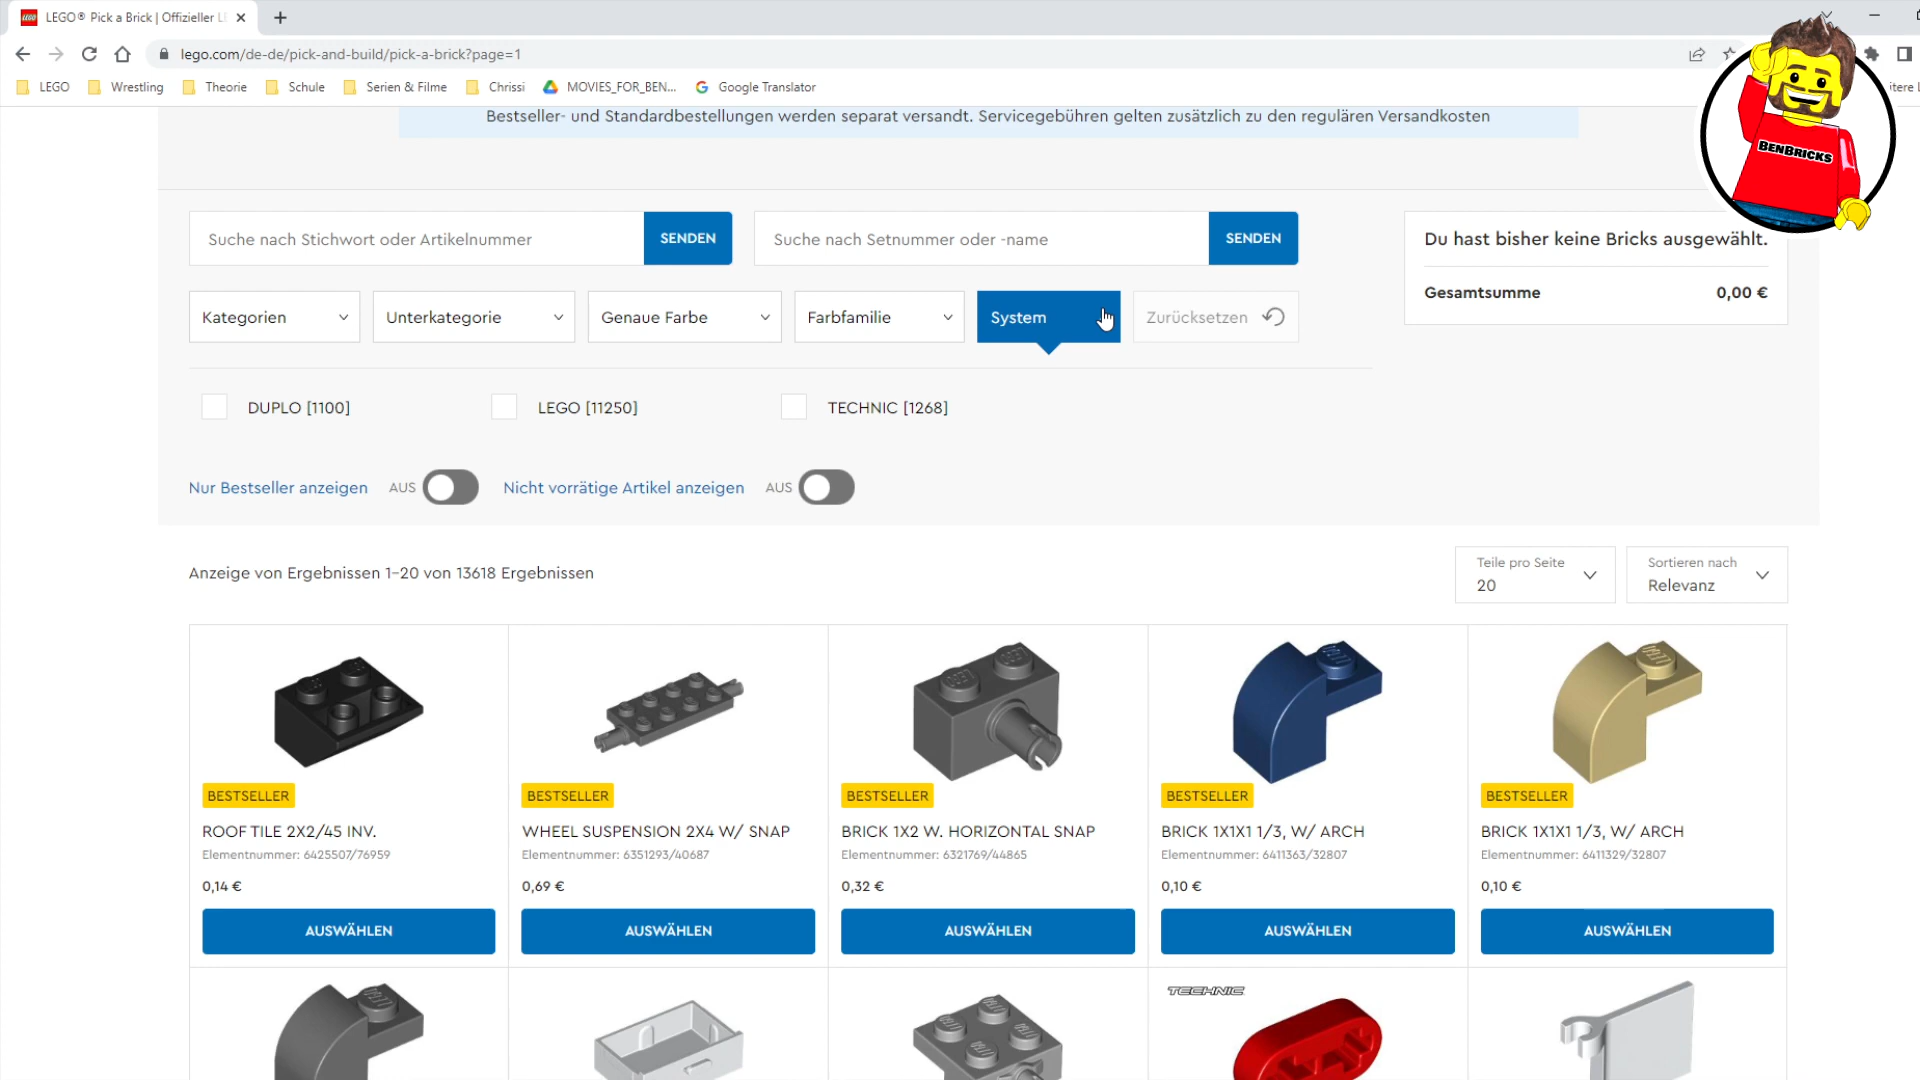 LEGO® Pick a Brick | Offizieller L
lego.com/de-de/pick-and-build/pick-a-brick?page=1
LEGO
Wrestling
Theorie
Schule
Serien & Filme
Chrissi
MOVIES_FOR_BEN...
Google Translator
itere L
BENBRICKS
Bestseller- und Standardbestellungen werden separat versandt. Servicegebühren gelten zusätzlich zu den regulären Versandkosten
Suche nach Stichwort oder Artikelnummer
SENDEN
Suche nach Setnummer oder -name
SENDEN
Du hast bisher keine Bricks ausgewählt.
Gesamtsumme
0,00 €
Kategorien
Unterkategorie
Genaue Farbe
Farbfamilie
System
Zurücksetzen
DUPLO [1100]
LEGO [11250]
TECHNIC [1268]
Nur Bestseller anzeigen
AUS
Nicht vorrätige Artikel anzeigen
AUS
Anzeige von Ergebnissen 1-20 von 13618 Ergebnissen
Teile pro Seite
20
Sortieren nach
Relevanz
BESTSELLER
ROOF TILE 2X2/45 INV.
Elementnummer: 6425507/76959
0,14 €
AUSWÄHLEN
BESTSELLER
WHEEL SUSPENSION 2X4 W/ SNAP
Elementnummer: 6351293/40687
0,69 €
AUSWÄHLEN
BESTSELLER
BRICK 1X2 W. HORIZONTAL SNAP
Elementnummer: 6321769/44865
0,32 €
AUSWÄHLEN
BESTSELLER
BRICK 1X1X1 1/3, W/ ARCH
Elementnummer: 6411363/32807
0,10 €
AUSWÄHLEN
BESTSELLER
BRICK 1X1X1 1/3, W/ ARCH
Elementnummer: 6411329/32807
0,10 €
AUSWÄHLEN
TECHNIC